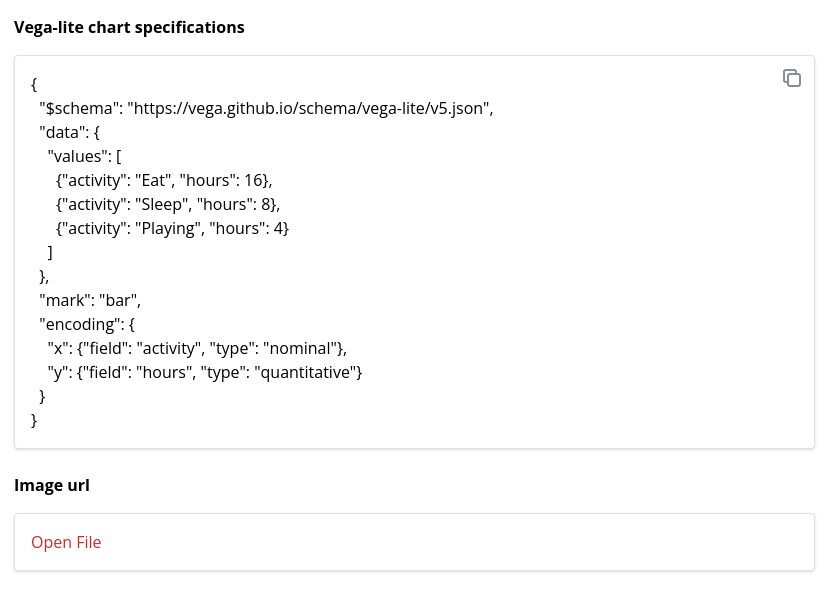 Vega-lite chart specifications
{
  "$schema": "https://vega.github.io/schema/vega-lite/v5.json",
  "data": {
    "values": [
      {"activity": "Eat", "hours": 16},
      {"activity": "Sleep", "hours": 8},
      {"activity": "Playing", "hours": 4}
    ]
  },
  "mark": "bar",
  "encoding": {
    "x": {"field": "activity", "type": "nominal"},
    "y": {"field": "hours", "type": "quantitative"}
  }
}
Image url
Open File